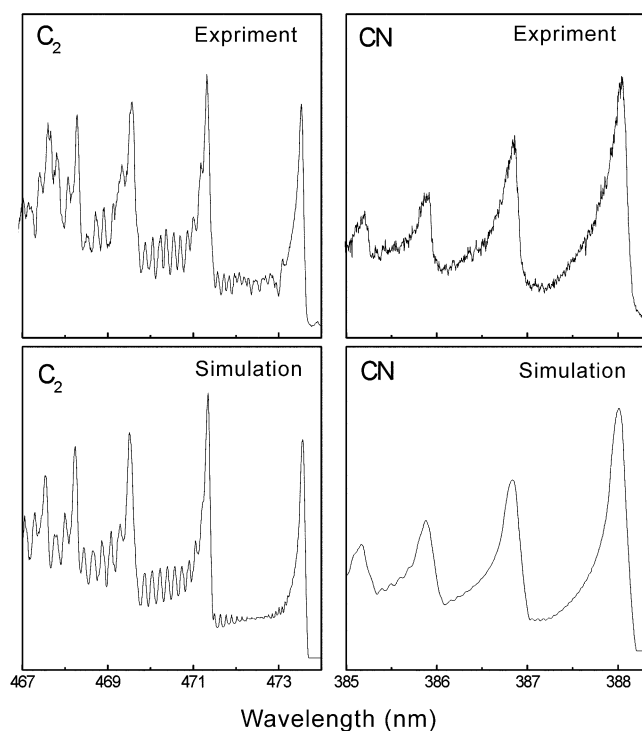 C2
Expriment
CN
Expriment
C2
Simulation
CN
Simulation
467 469 471 473 385 386 387 388
Wavelength (nm)